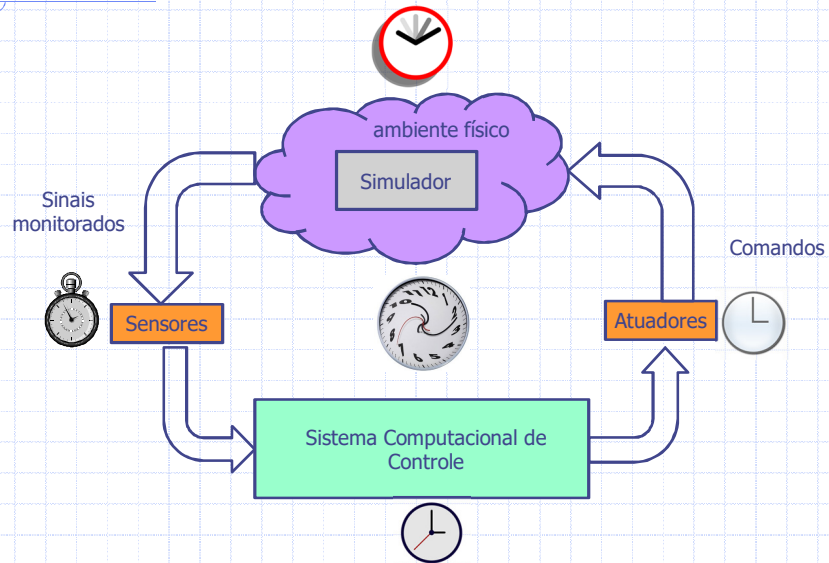 ambiente físico
Simulador
Sinais
monitorados
Comandos
Sensores
Atuadores
Sistema Computacional de
Controle